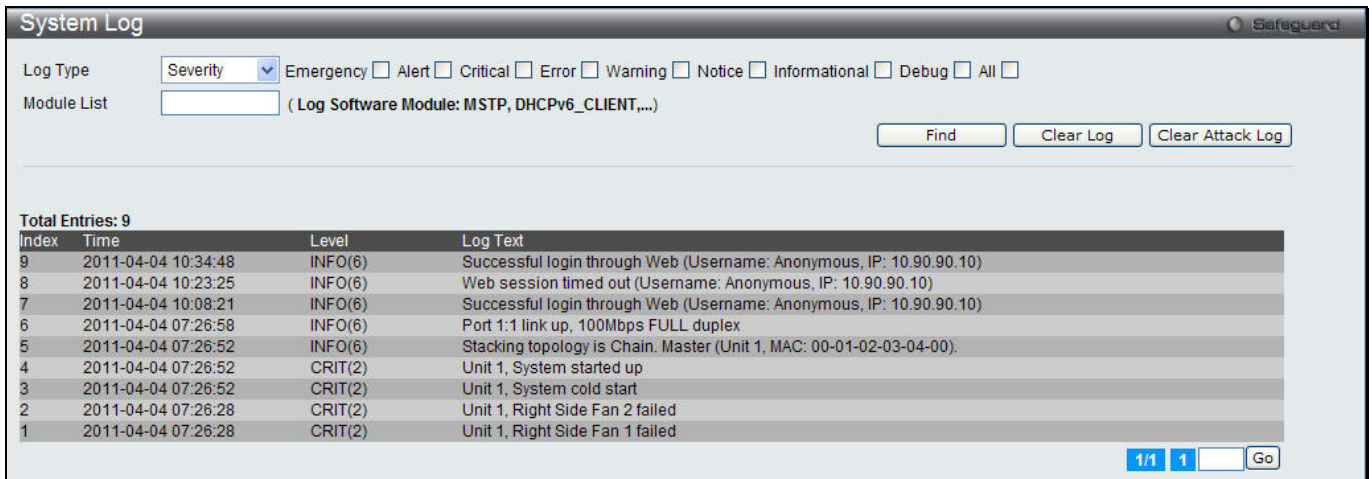 System Log Safeguard
Log Type Severity Emergency Alert Critical Error Warning Notice Informational Debug All
Module List ( Log Software Module: MSTP, DHCPv6_CLIENT,...)
Find Clear Log Clear Attack Log
Total Entries: 9
Index Time Level Log Text
9 2011-04-04 10:34:48 INFO(6) Successful login through Web (Username: Anonymous, IP: 10.90.90.10)
8 2011-04-04 10:23:25 INFO(6) Web session timed out (Username: Anonymous, IP: 10.90.90.10)
7 2011-04-04 10:08:21 INFO(6) Successful login through Web (Username: Anonymous, IP: 10.90.90.10)
6 2011-04-04 07:26:58 INFO(6) Port 1:1 link up, 100Mbps FULL duplex
5 2011-04-04 07:26:52 INFO(6) Stacking topology is Chain. Master (Unit 1, MAC: 00-01-02-03-04-00).
4 2011-04-04 07:26:52 CRIT(2) Unit 1, System started up
3 2011-04-04 07:26:52 CRIT(2) Unit 1, System cold start
2 2011-04-04 07:26:28 CRIT(2) Unit 1, Right Side Fan 2 failed
1 2011-04-04 07:26:28 CRIT(2) Unit 1, Right Side Fan 1 failed
1/1 1 Go